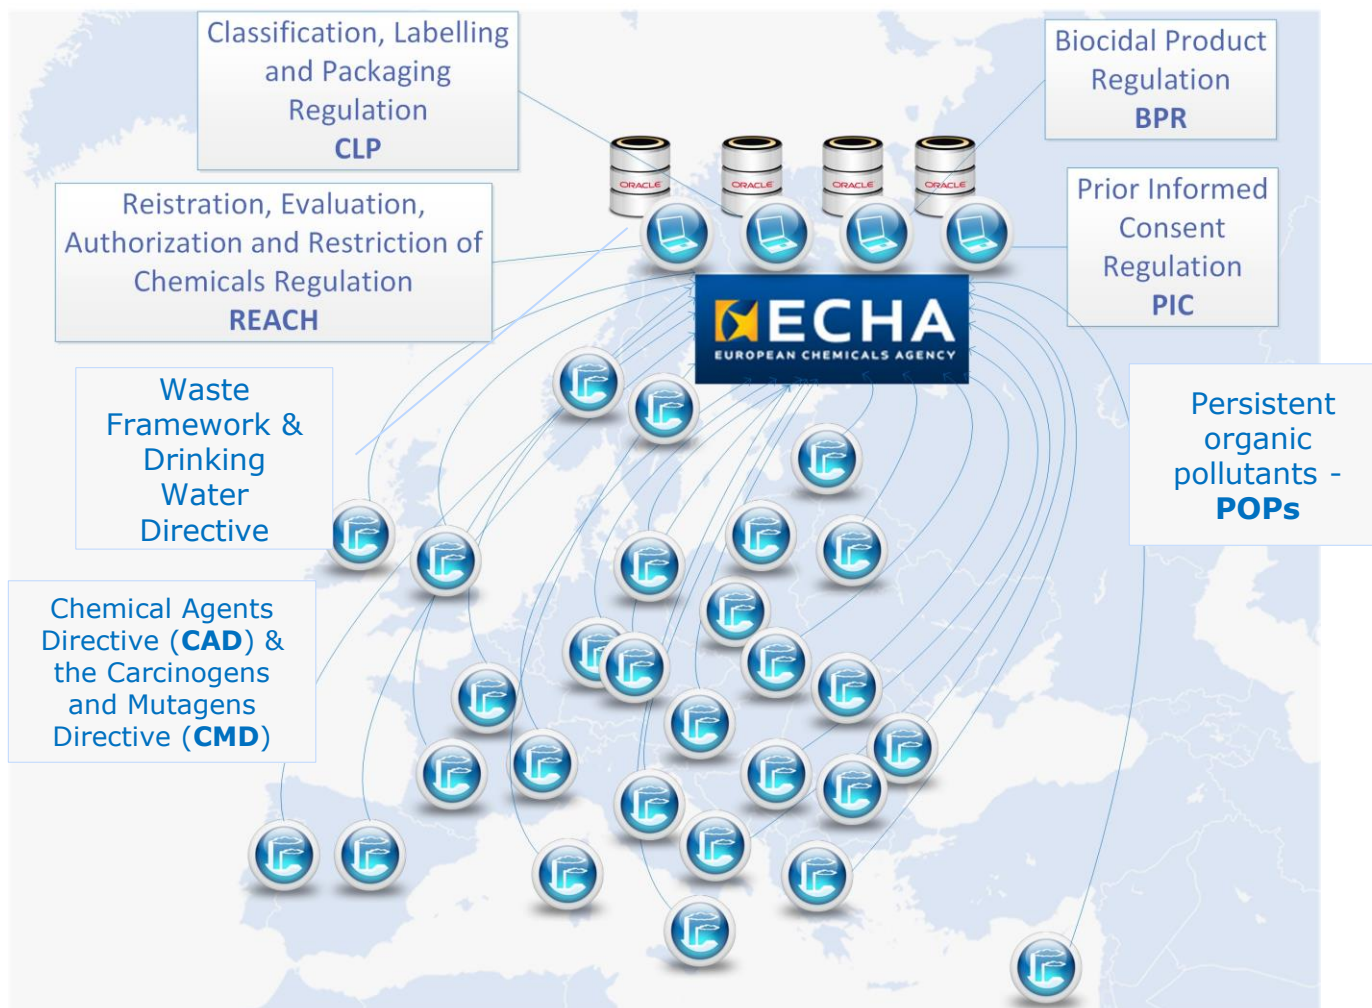 Classification, Labelling
and Packaging
Regulation
CLP
Biocidal Product
Regulation
BPR
ORACLE
ORACLE
ORACLE
ORACLE
Reistration, Evaluation,
Authorization and Restriction of
Chemicals Regulation
REACH
Prior Informed
Consent
Regulation
PIC
ECHA
EUROPEAN CHEMICALS AGENCY
Waste
Framework &
Drinking
Water
Directive
Persistent
organic
pollutants -
POPs
Chemical Agents
Directive (CAD) &
the Carcinogens
and Mutagens
Directive (CMD)